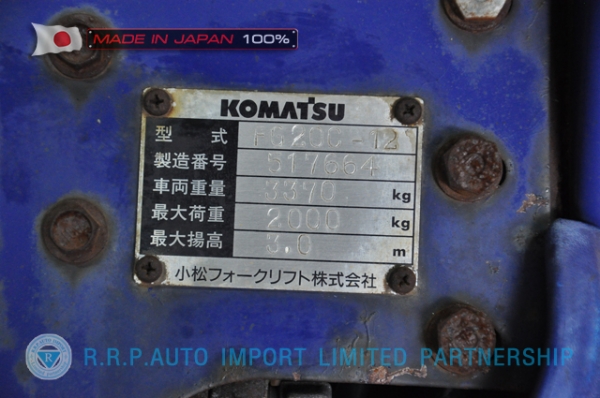 MADE IN JAPAN 100%
KOMATSU
型 式 FG20C-12
製造番号 517664
車両重量 3370 kg
最大荷重 2000 kg
最大揚高 3.0 m
小松フォークリフト株式会社
R.R.P.AUTO IMPORT LIMITED PARTNERSHIP